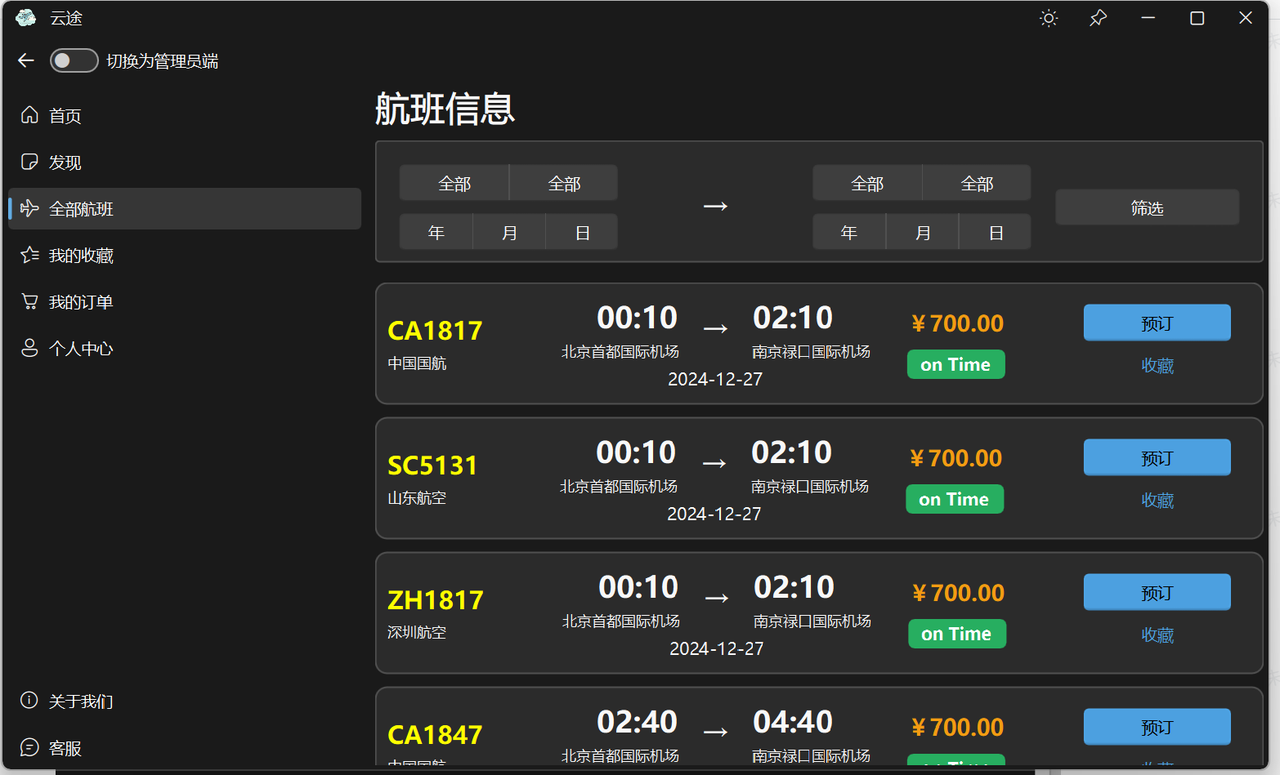 云途
切换为管理员端
首页
发现
全部航班
我的收藏
我的订单
个人中心
关于我们
客服
航班信息
全部 全部 → 全部 全部
年 月 日 年 月 日
筛选
CA1817
中国国航
00:10 → 02:10
北京首都国际机场 南京禄口国际机场
2024-12-27
¥700.00
on Time
预订
收藏
SC5131
山东航空
00:10 → 02:10
北京首都国际机场 南京禄口国际机场
2024-12-27
¥700.00
on Time
预订
收藏
ZH1817
深圳航空
00:10 → 02:10
北京首都国际机场 南京禄口国际机场
2024-12-27
¥700.00
on Time
预订
收藏
CA1847
02:40 → 04:40
北京首都国际机场 南京禄口国际机场
¥700.00
预订